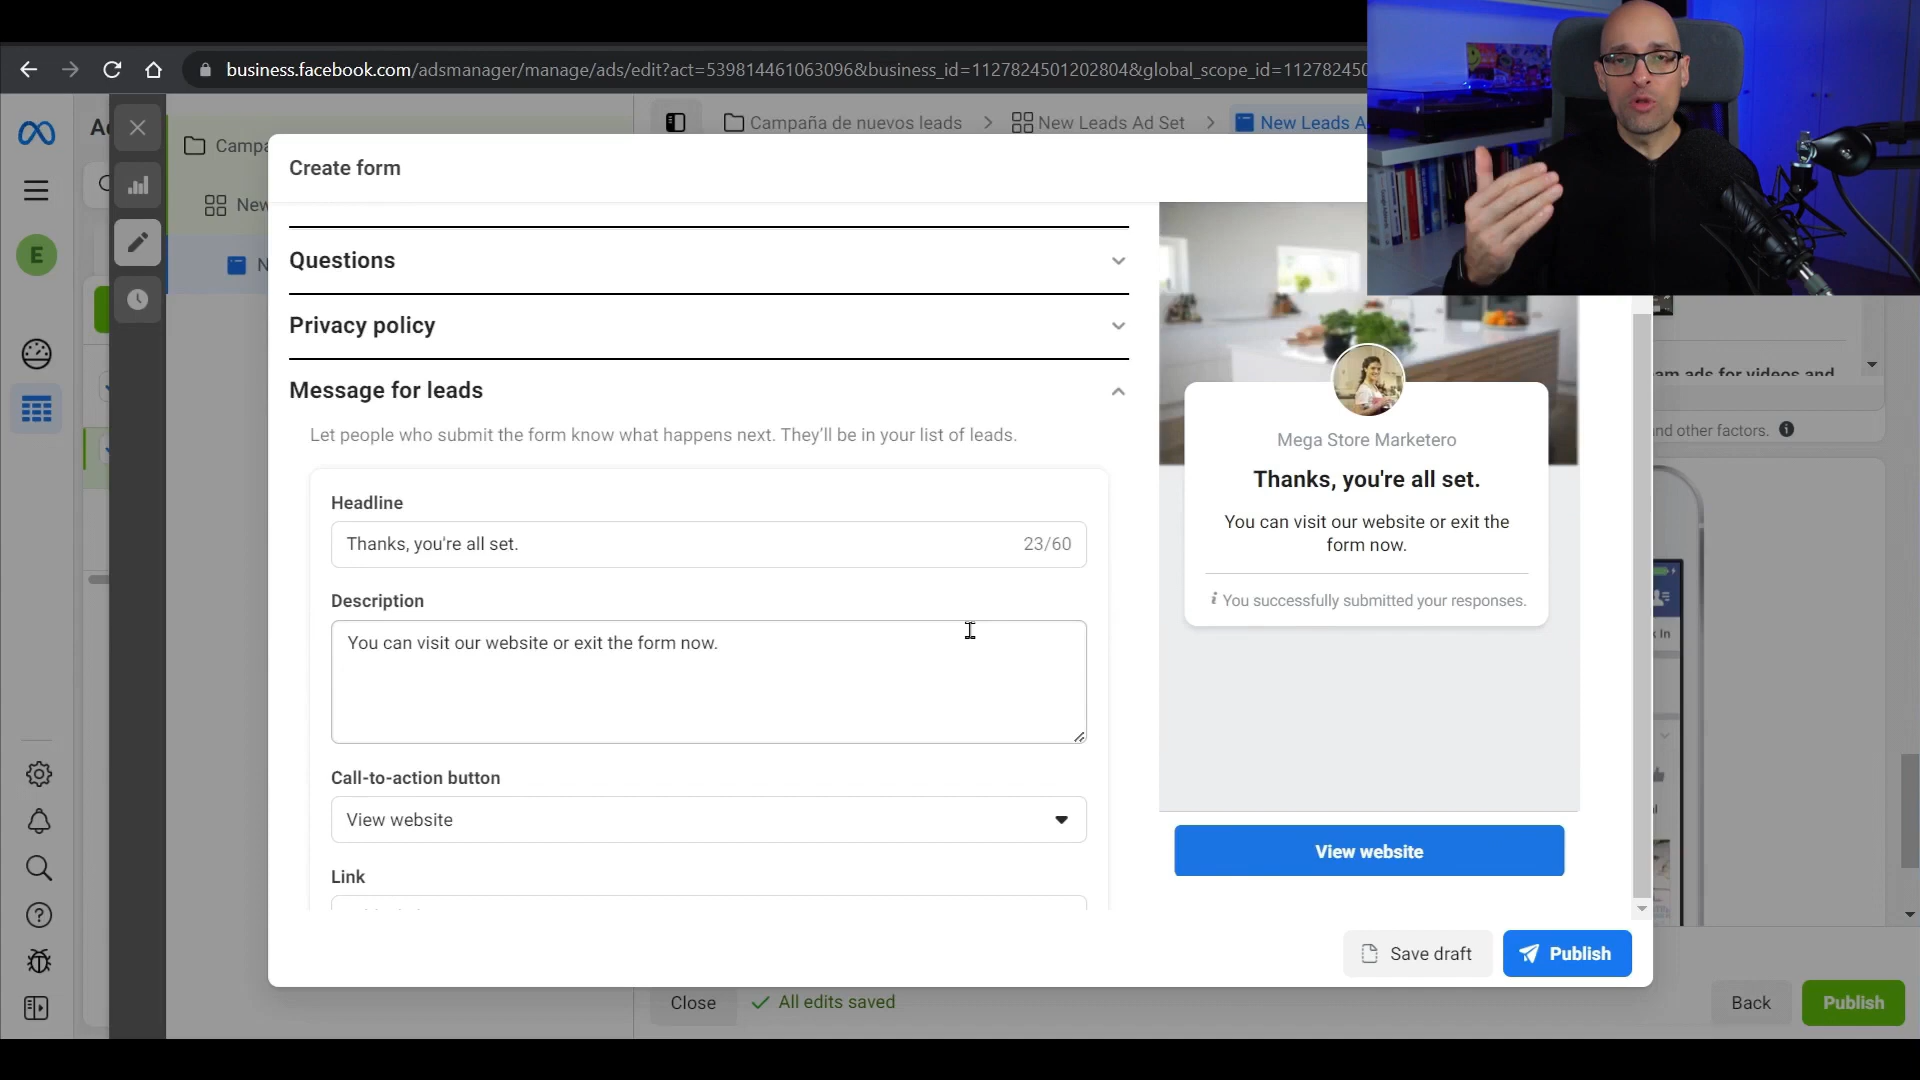 business.facebook.com/adsmanager/manage/ads/edit?act=539814461063096&business_id=1127824501202804&global_scope_id=112782450
Campaña de nuevos leads
New Leads Ad Set
New Leads A
E
Create form
Questions
Privacy policy
Message for leads
Let people who submit the form know what happens next. They'll be in your list of leads.
Headline
Thanks, you're all set.
23/60
Description
You can visit our website or exit the form now.
Call-to-action button
View website
Link
Mega Store Marketero
Thanks, you're all set.
You can visit our website or exit the
form now.
You successfully submitted your responses.
View website
and other factors.
Save draft
Publish
Close
All edits saved
Back
Publish